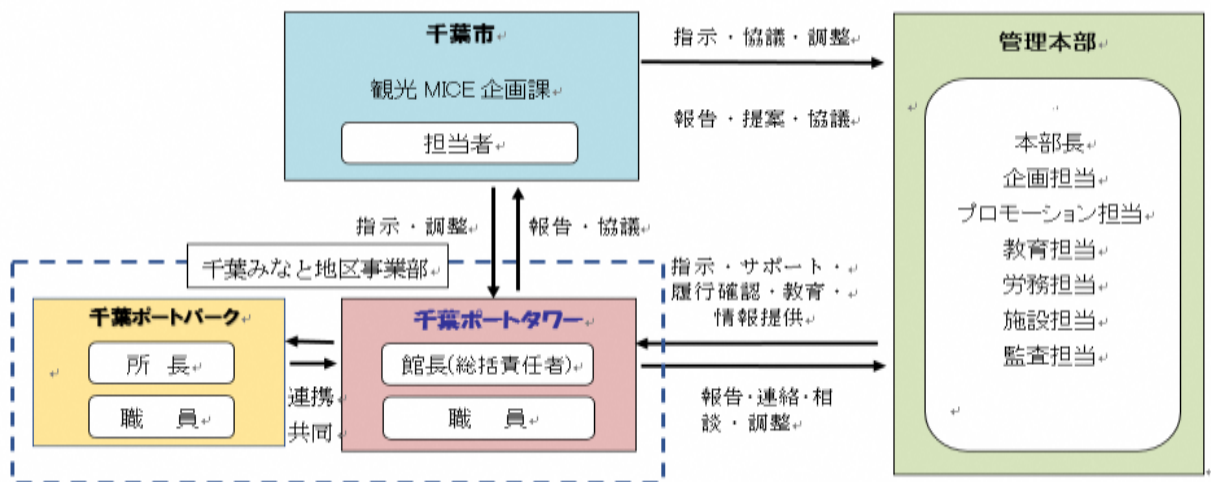 千葉市
観光 MICE 企画課
担当者
指示・協議・調整
報告・提案・協議
管理本部
本部長
企画担当
プロモーション担当
教育担当
労務担当
施設担当
監査担当
指示・調整
報告・協議
千葉みなと地区事業部
指示・サポート・
履行確認・教育・
情報提供
千葉ポートパーク
所 長
職 員
連携
共同
千葉ポートタワー
館長(総括責任者)
職 員
報告・連絡・相
談・調整